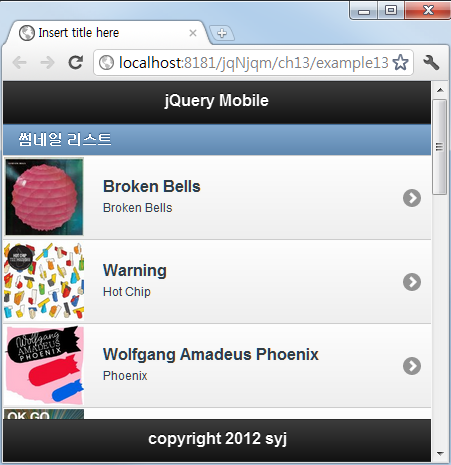 Insert title here
localhost:8181/jqNjqm/ch13/example13
jQuery Mobile
썸네일 리스트
Broken Bells
Broken Bells
HOT CHIP
Warning
Hot Chip
Wolfgang
AMADEUS
PHOENIX
Wolfgang Amadeus Phoenix
Phoenix
OK GO
copyright 2012 syj